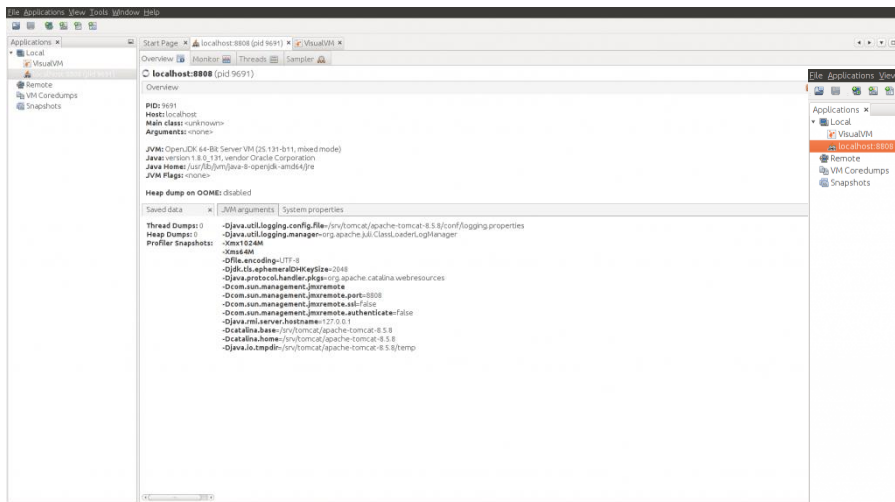 File Applications View Tools Window Help
Applications
Start Page localhost:8808 (pid 9691) VisualVM
Local
VisualVM
Remote
VM Coredumps
Snapshots
Overview Monitor Threads Sampler
localhost:8808 (pid 9691)
Overview
PID: 9691
Host: localhost
Main class: <unknown>
Arguments: <none>
JVM: OpenJDK 64-Bit Server VM (25.131-b11, mixed mode)
Java: version 1.8.0_131, vendor Oracle Corporation
Java Home: /usr/lib/jvm/java-8-openjdk-amd64/jre
JVM Flags: <none>
Heap dump on OOME: disabled
Saved data JVM arguments System properties
Thread Dumps: 0
Heap Dumps: 0
Profiler Snapshots:
-Djava.util.logging.config.file=/srv/tomcat/apache-tomcat-8.5.8/conf/logging.properties
-Djava.util.logging.manager=org.apache.juli.ClassLoaderLogManager
-Xmx1024M
-Xms64M
-Dfile.encoding=UTF-8
-Djdk.tls.ephemeralDHKeySize=2048
-Djava.protocol.handler.pkgs=org.apache.catalina.webresources
-Dcom.sun.management.jmxremote
-Dcom.sun.management.jmxremote.port=8808
-Dcom.sun.management.jmxremote.ssl=false
-Dcom.sun.management.jmxremote.authenticate=false
-Djava.rmi.server.hostname=127.0.0.1
-Dcatalina.base=/srv/tomcat/apache-tomcat-8.5.8
-Dcatalina.home=/srv/tomcat/apache-tomcat-8.5.8
-Djava.io.tmpdir=/srv/tomcat/apache-tomcat-8.5.8/temp
File Applications View
Applications
Local
VisualVM
localhost:8808
Remote
VM Coredumps
Snapshots